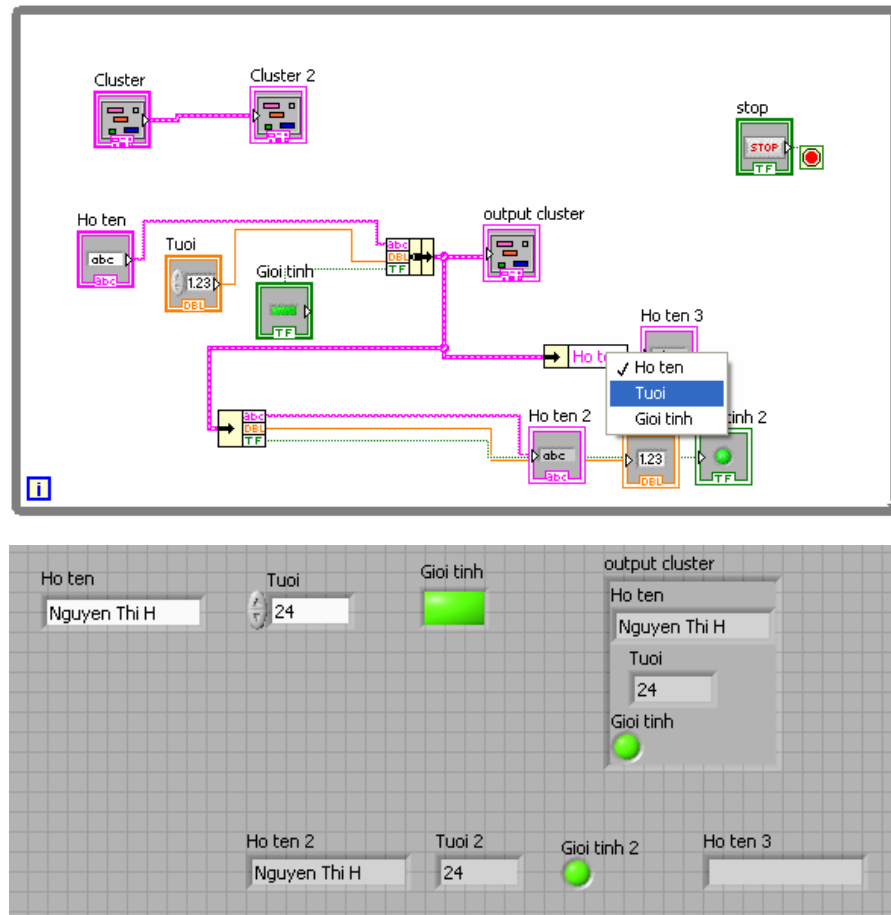 Cluster
Cluster 2
stop
STOP
TF
Ho ten
abc
abc
Tuoi
1.23
DBL
Gioi tinh
TF
abc
DBL
TF
output cluster
Ho ten 3
Ho t
✓ Ho ten
Tuoi
Gioi tinh
abc
DBL
TF
Ho ten 2
abc
abc
1.23
DBL
inh 2
TF
i
Ho ten
Nguyen Thi H
Tuoi
24
Gioi tinh
output cluster
Ho ten
Nguyen Thi H
Tuoi
24
Gioi tinh
Ho ten 2
Nguyen Thi H
Tuoi 2
24
Gioi tinh 2
Ho ten 3